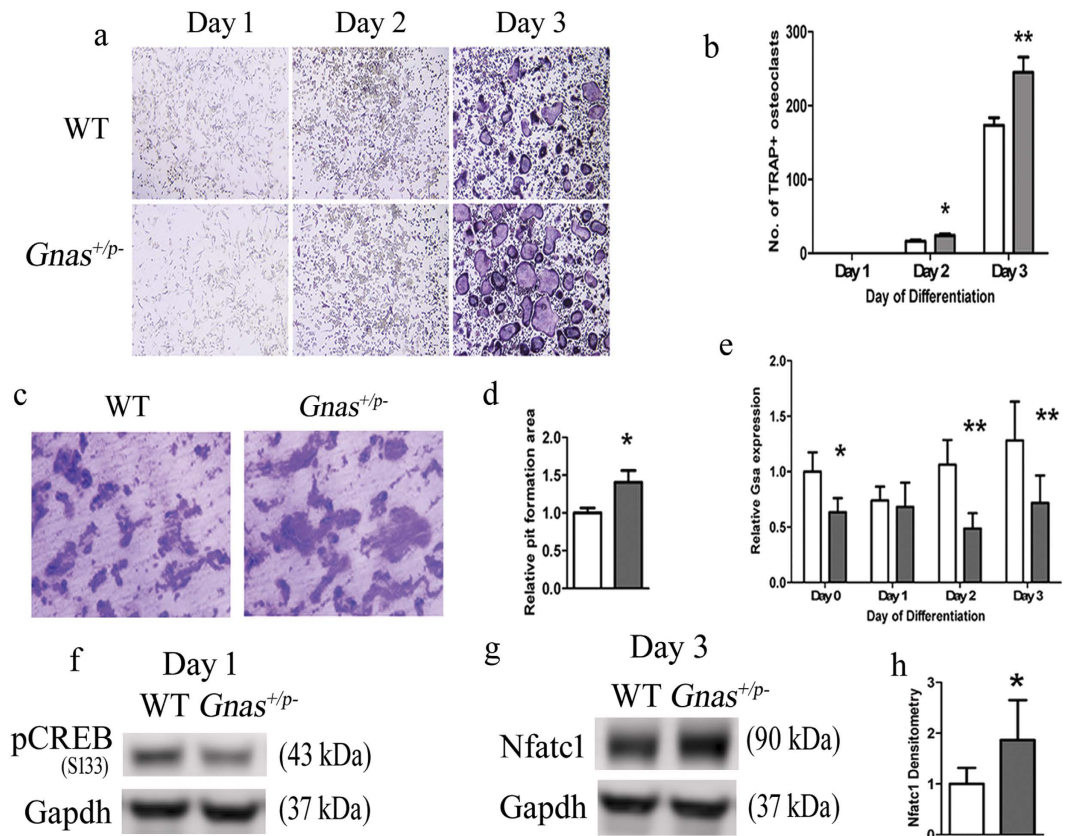 a
Day 1 Day 2 Day 3
WT
Gnas+/p-
b
No. of TRAP+ osteoclasts
300
200
100
0
*
**
Day 1 Day 2 Day 3
Day of Differentiation
c
WT Gnas+/p-
d
Relative pit formation area
2.0
1.5
1.0
1.0
*
e
Relative Gsa expression
2.0
1.5
1.0
0.5
0.0
*
**
**
Day 0 Day 1 Day 2 Day 3
Day of Differentiation
f
Day 1
WT Gnas+/p-
pCREB (43 kDa)
(S133)
Gapdh (37 kDa)
g
Day 3
WT Gnas+/p-
Nfatc1 (90 kDa)
Gapdh (37 kDa)
h
Nfatc1 Densitometry
3
2
1
0
*